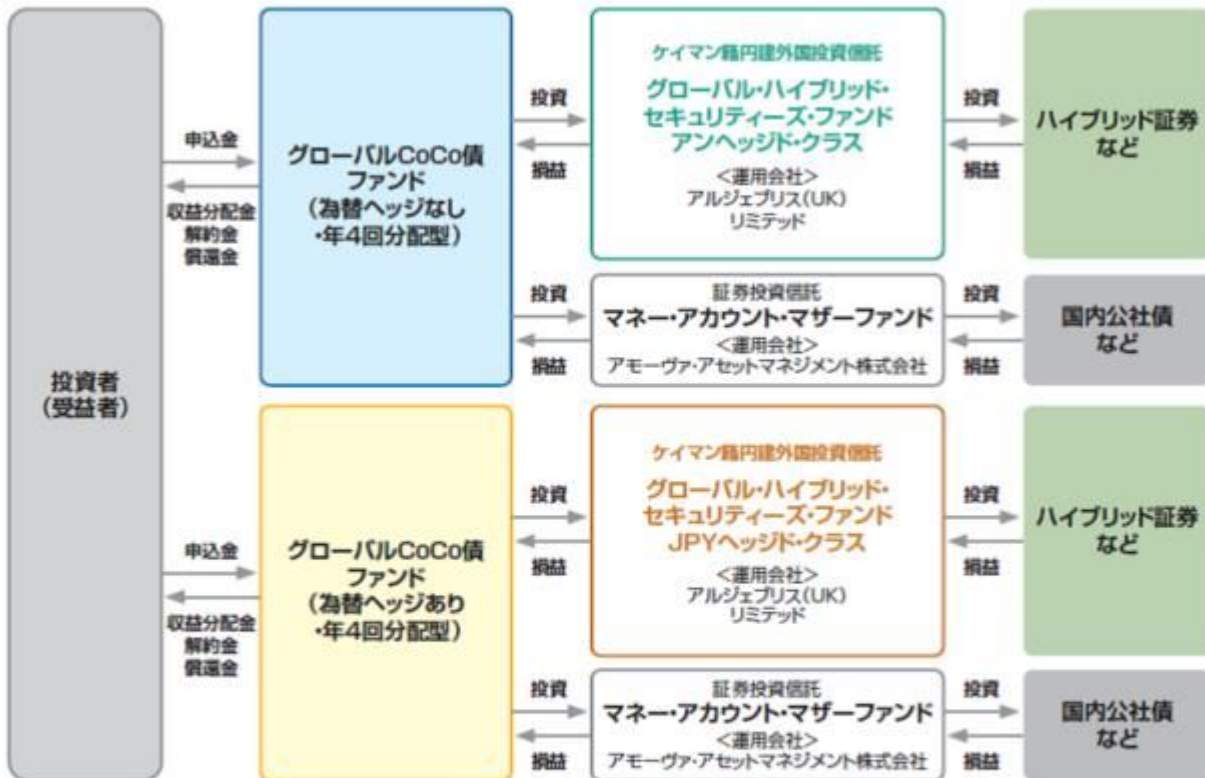 投資者
(受益者)
申込金
収益分配金
解約金
償還金
グローバルCoCo債
ファンド
(為替ヘッジなし
・年4回分配型)
投資
損益
ケイマン籍円建外国投資信託
グローバル・ハイブリッド・
セキュリティーズ・ファンド
アンヘッジド・クラス
<運用会社>
アルジェブリス(UK)
リミテッド
投資
損益
ハイブリッド証券
など
投資
損益
証券投資信託
マネー・アカウント・マザーファンド
<運用会社>
アモーヴァ・アセットマネジメント株式会社
投資
損益
国内公社債
など
申込金
収益分配金
解約金
償還金
グローバルCoCo債
ファンド
(為替ヘッジあり
・年4回分配型)
投資
損益
ケイマン籍円建外国投資信託
グローバル・ハイブリッド・
セキュリティーズ・ファンド
JPYヘッジド・クラス
<運用会社>
アルジェブリス(UK)
リミテッド
投資
損益
ハイブリッド証券
など
投資
損益
証券投資信託
マネー・アカウント・マザーファンド
<運用会社>
アモーヴァ・アセットマネジメント株式会社
投資
損益
国内公社債
など